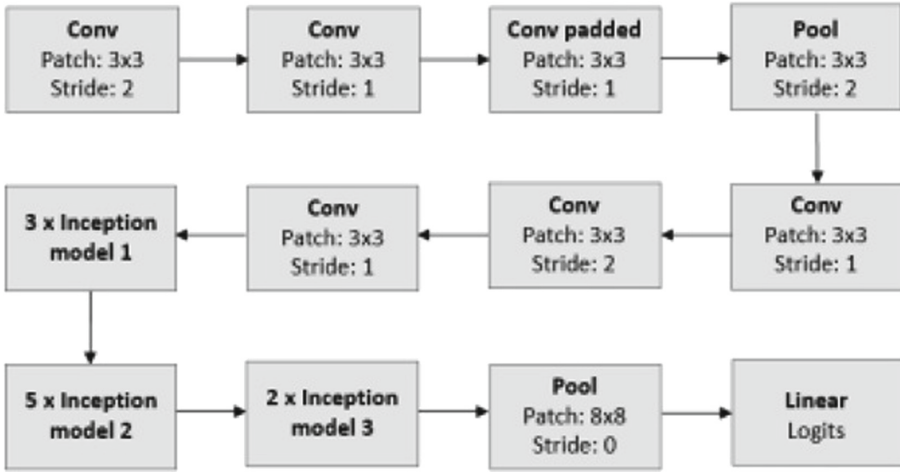 Conv
Patch: 3x3
Stride: 2
Conv
Patch: 3x3
Stride: 1
Conv padded
Patch: 3x3
Stride: 1
Pool
Patch: 3x3
Stride: 2
Conv
Patch: 3x3
Stride: 1
Conv
Patch: 3x3
Stride: 2
Conv
Patch: 3x3
Stride: 1
3 x Inception
model 1
5 x Inception
model 2
2 x Inception
model 3
Pool
Patch: 8x8
Stride: 0
Linear
Logits